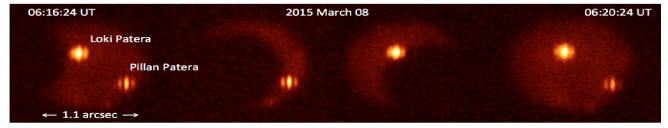 06:16:24 UT
2015 March 08
06:20:24 UT
Loki Patera
Pillan Patera
← 1.1 arcsec →